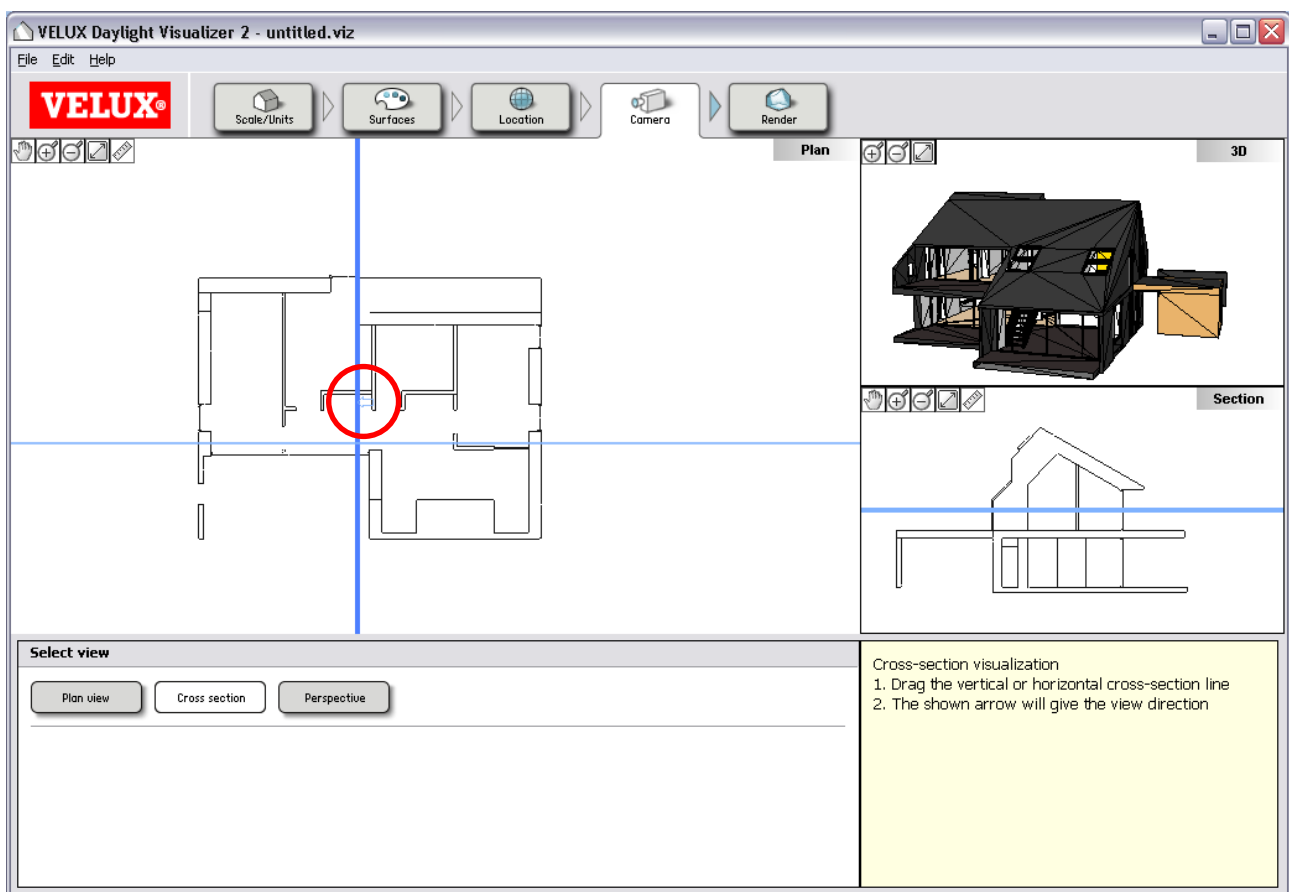 VELUX Daylight Visualizer 2 - untitled.viz
File Edit Help
VELUX®
Scale/Units
Surfaces
Location
Camera
Render
Plan
3D
Section
Select view
Plan view
Cross section
Perspective
Cross-section visualization
1. Drag the vertical or horizontal cross-section line
2. The shown arrow will give the view direction